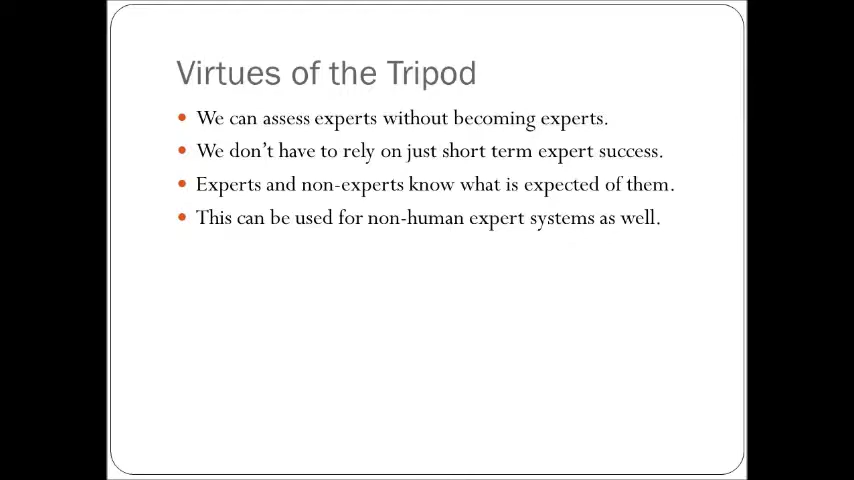 Virtues of the Tripod
• We can assess experts without becoming experts.
• We don't have to rely on just short term expert success.
• Experts and non-experts know what is expected of them.
• This can be used for non-human expert systems as well.